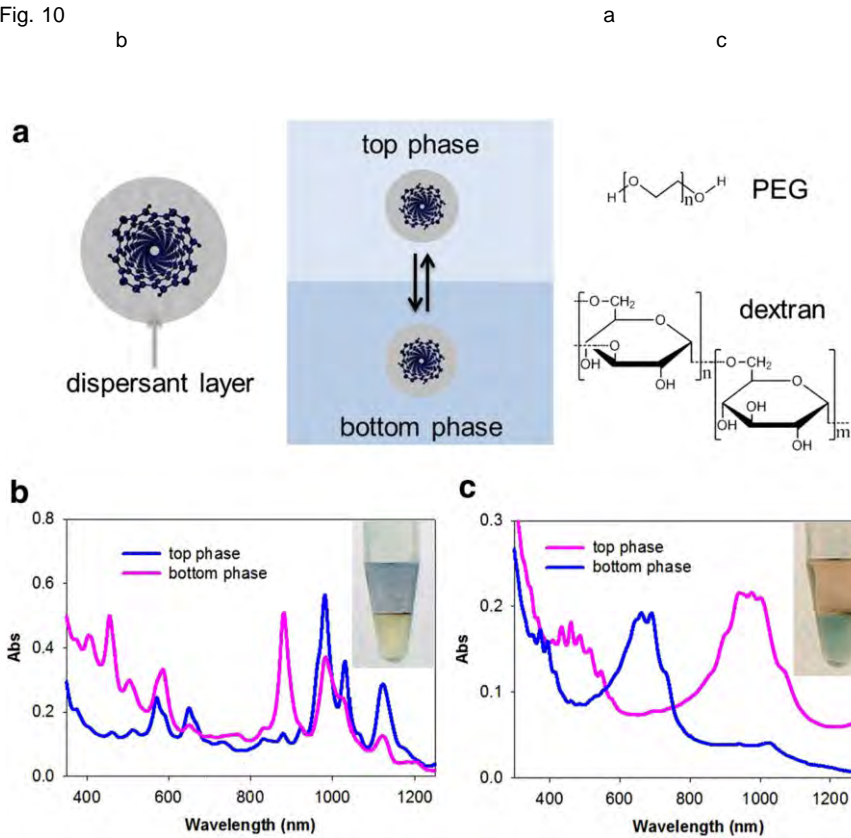 Fig. 10 a
b c
a
top phase
bottom phase
dispersant layer
H O n O H PEG
dextran
O CH2
O
O
OH
OH
n
O CH2
O
OH
OH
OH
m
b
0.8
0.6
0.4
0.2
0.0
Abs
top phase
bottom phase
400 600 800 1000 1200
Wavelength (nm)
c
0.3
0.2
0.1
0.0
Abs
top phase
bottom phase
400 600 800 1000 1200
Wavelength (nm)